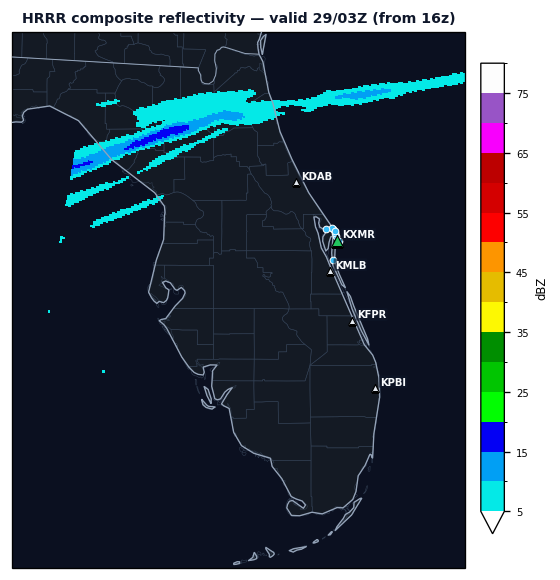 HRRR composite reflectivity — valid 29/03Z (from 16z)
KDAB
KXMR
KMLB
KFPR
KPBI
75
65
55
45
35
25
15
5
dBZ